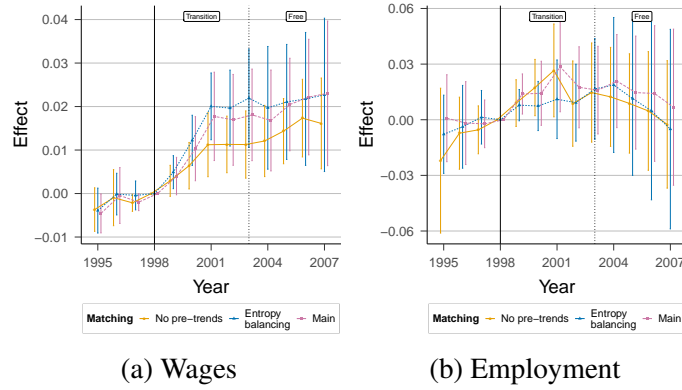 Transition
Free
0.04
0.03
0.02
0.01
0.00
−0.01
Effect
1995
1998
2001
2004
2007
Year
Matching
No pre-trends
Entropy
balancing
Main
(a) Wages
Transition
Free
0.06
0.03
0.00
−0.03
−0.06
Effect
1995
1998
2001
2004
2007
Year
Matching
No pre-trends
Entropy
balancing
Main
(b) Employment